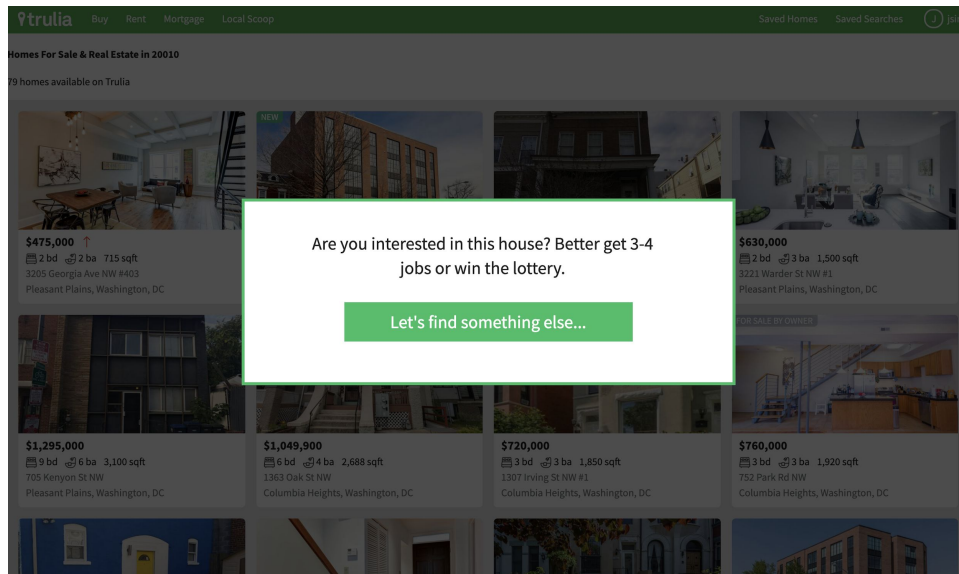 trulia Buy Rent Mortgage Local Scoop Saved Homes Saved Searches J
Homes For Sale & Real Estate in 20010
79 homes available on Trulia
NEW
Are you interested in this house? Better get 3-4
jobs or win the lottery.
Let's find something else...
$475,000 ↑
2 bd 2 ba 715 sqft
3205 Georgia Ave NW #403
Pleasant Plains, Washington, DC
$630,000
2 bd 3 ba 1,500 sqft
3221 Warder St NW #1
Pleasant Plains, Washington, DC
FOR SALE BY OWNER
$1,295,000
9 bd 6 ba 3,100 sqft
705 Kenyon St NW
Pleasant Plains, Washington, DC
$1,049,900
6 bd 4 ba 2,688 sqft
1363 Oak St NW
Columbia Heights, Washington, DC
$720,000
3 bd 3 ba 1,850 sqft
1307 Irving St NW #1
Columbia Heights, Washington, DC
$760,000
3 bd 3 ba 1,920 sqft
752 Park Rd NW
Columbia Heights, Washington, DC